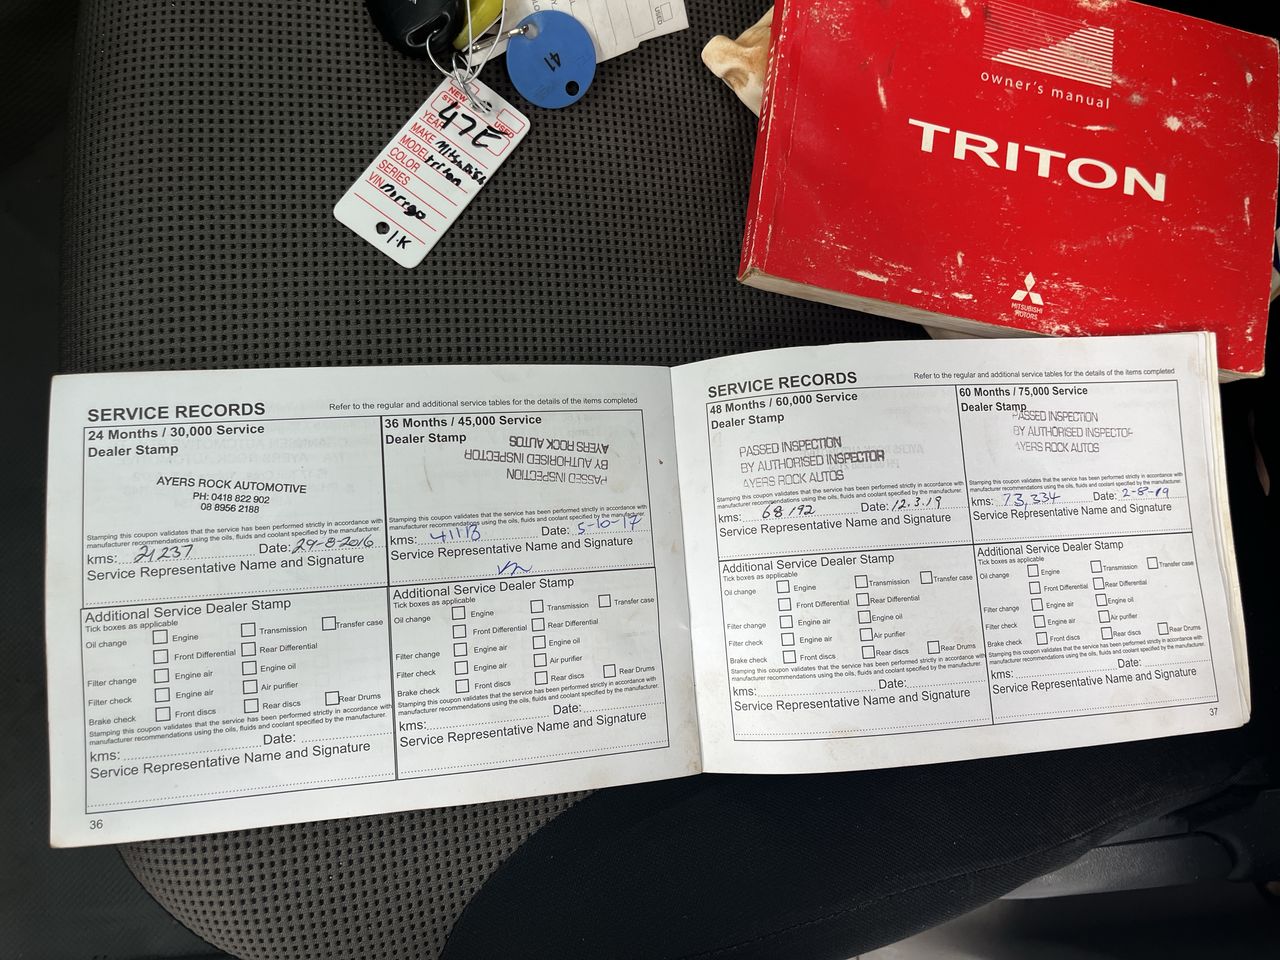 USED
41
NEW
USED
47E
YEAR
MAKE Mitsubishi
MODEL triton
COLOR
SERIES
VIN
1.K
owner's manual
TRITON
MITSUBISHI
MOTORS
SERVICE RECORDS
Refer to the regular and additional service tables for the details of the items completed
24 Months / 30,000 Service
Dealer Stamp
AYERS ROCK AUTOMOTIVE
PH: 0418 822 902
08 8956 2188
Stamping this coupon validates that the service has been performed strictly in accordance with
manufacturer recommendations using the oils, fluids and coolant specified by the manufacturer.
kms: 21237 Date: 29-8-2016
Service Representative Name and Signature
Additional Service Dealer Stamp
Tick boxes as applicable
Oil change Engine Transmission Transfer case
Front Differential Rear Differential
Filter change Engine air Engine oil
Filter check Engine air Air purifier
Brake check Front discs Rear discs Rear Drums
Stamping this coupon validates that the service has been performed strictly in accordance with
manufacturer recommendations using the oils, fluids and coolant specified by the manufacturer.
kms: Date:
Service Representative Name and Signature
36
36 Months / 45,000 Service
Dealer Stamp
PASSED INSPECTION
BY AUTHORISED INSPECTOR
AYERS ROCK AUTOS
Stamping this coupon validates that the service has been performed strictly in accordance with
manufacturer recommendations using the oils, fluids and coolant specified by the manufacturer.
kms: 41113 Date: 5-10-17
Service Representative Name and Signature
Additional Service Dealer Stamp
Tick boxes as applicable
Oil change Engine Transmission Transfer case
Front Differential Rear Differential
Filter change Engine air Engine oil
Filter check Engine air Air purifier
Brake check Front discs Rear discs Rear Drums
Stamping this coupon validates that the service has been performed strictly in accordance with
manufacturer recommendations using the oils, fluids and coolant specified by the manufacturer.
kms: Date:
Service Representative Name and Signature
SERVICE RECORDS
Refer to the regular and additional service tables for the details of the items completed
48 Months / 60,000 Service
Dealer Stamp
PASSED INSPECTION
BY AUTHORISED INSPECTOR
AYERS ROCK AUTOS
Stamping this coupon validates that the service has been performed strictly in accordance with
manufacturer recommendations using the oils, fluids and coolant specified by the manufacturer.
kms: 68192 Date: 12.3.19
Service Representative Name and Signature
Additional Service Dealer Stamp
Tick boxes as applicable
Oil change Engine Transmission Transfer case
Front Differential Rear Differential
Filter change Engine air Engine oil
Filter check Engine air Air purifier
Brake check Front discs Rear discs Rear Drums
Stamping this coupon validates that the service has been performed strictly in accordance with
manufacturer recommendations using the oils, fluids and coolant specified by the manufacturer.
kms: Date:
Service Representative Name and Signature
60 Months / 75,000 Service
Dealer Stamp
PASSED INSPECTION
BY AUTHORISED INSPECTOR
AYERS ROCK AUTOS
Stamping this coupon validates that the service has been performed strictly in accordance with
manufacturer recommendations using the oils, fluids and coolant specified by the manufacturer.
kms: 73,334 Date: 2-8-19
Service Representative Name and Signature
Additional Service Dealer Stamp
Tick boxes as applicable
Oil change Engine Transmission Transfer case
Front Differential Rear Differential
Filter change Engine air Engine oil
Filter check Engine air Air purifier
Brake check Front discs Rear discs Rear Drums
Stamping this coupon validates that the service has been performed strictly in accordance with
manufacturer recommendations using the oils, fluids and coolant specified by the manufacturer.
kms: Date:
Service Representative Name and Signature
37